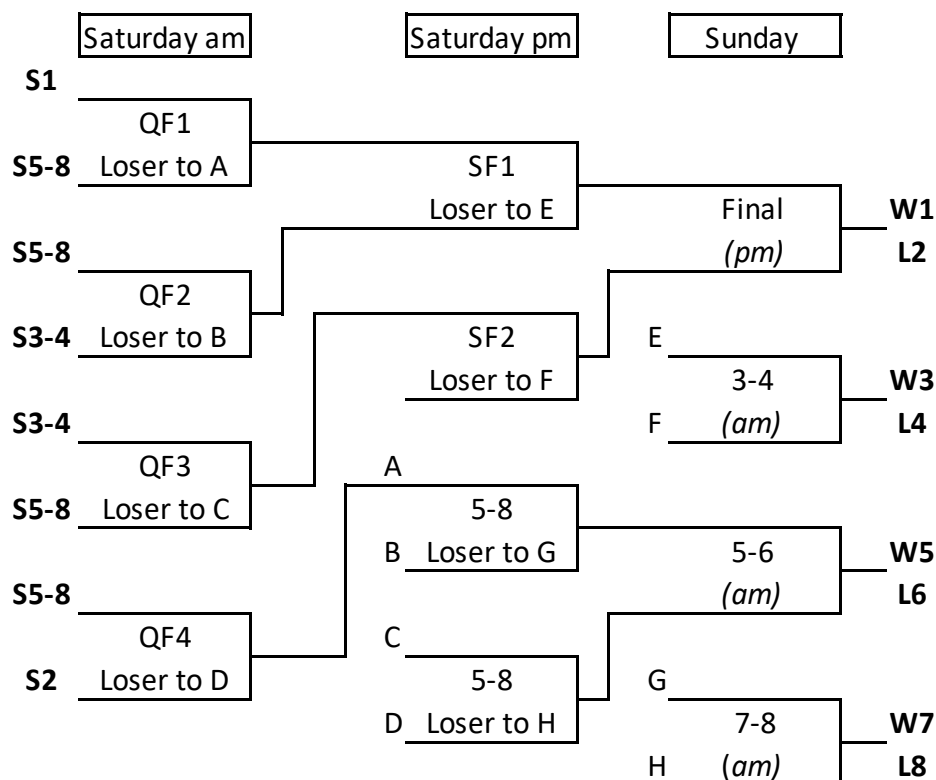 Saturday am Saturday pm Sunday
S1
QF1
S5-8 Loser to A SF1
Loser to E Final W1
S5-8 (pm) L2
QF2
S3-4 Loser to B SF2 E
Loser to F 3-4 W3
S3-4 F (am) L4
QF3 A
S5-8 Loser to C 5-8
B Loser to G 5-6 W5
S5-8 (am) L6
QF4 C
S2 Loser to D 5-8 G
D Loser to H 7-8 W7
H (am) L8